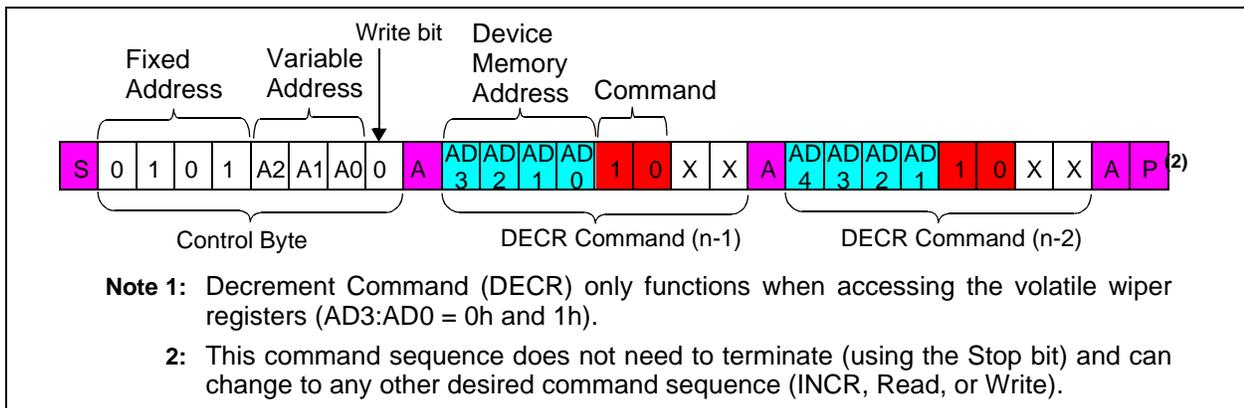 Write bit
Device
Memory
Address
Fixed
Address
Variable
Address
Command
S 0 1 0 1 A2 A1 A0 0 A AD3 AD2 AD1 AD0 1 0 X X A AD4 AD3 AD2 AD1 1 0 X X A P (2)
Control Byte
DECR Command (n-1)
DECR Command (n-2)
Note 1: Decrement Command (DECR) only functions when accessing the volatile wiper
registers (AD3:AD0 = 0h and 1h).
2: This command sequence does not need to terminate (using the Stop bit) and can
change to any other desired command sequence (INCR, Read, or Write).